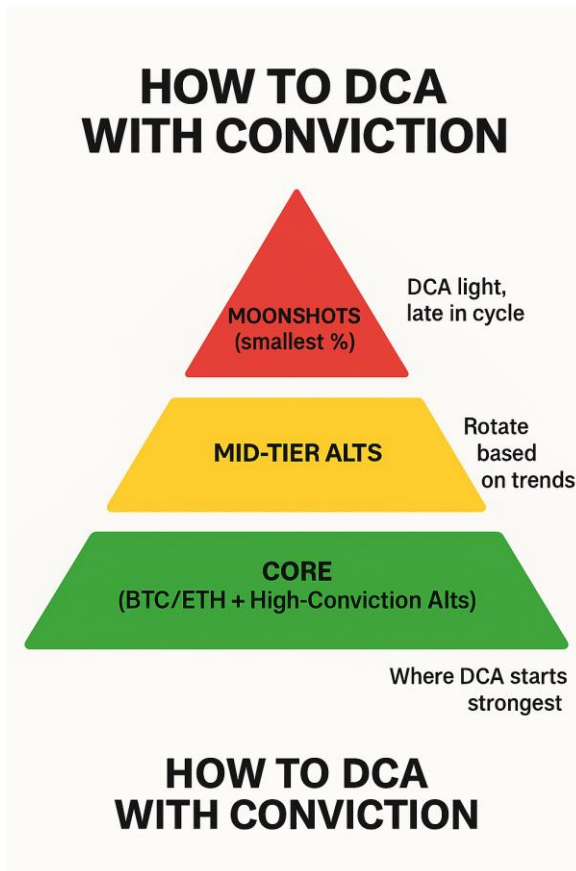 HOW TO DCA
WITH CONVICTION
MOONSHOTS
(smallest %)
DCA light,
late in cycle
MID-TIER ALTS
Rotate
based
on trends
CORE
(BTC/ETH + High-Conviction Alts)
Where DCA starts
strongest
HOW TO DCA
WITH CONVICTION